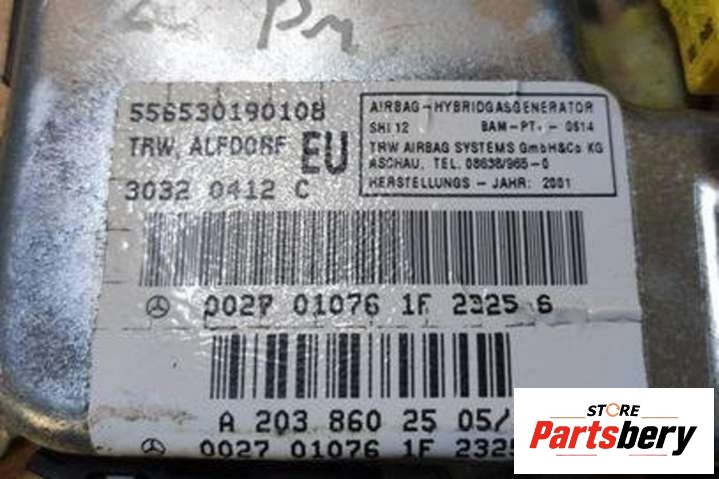 556530190108
TRW, ALFDORF EU
3032 0412 C
AIRBAG-HYBRIDGASGENERATOR
SHI 12 BAM-PT.-0614
TRW AIRBAG SYSTEMS GmbH&Co KG
ASCHAU, TEL. 08638/965-0
HERSTELLUNGS-JAHR: 2001
0027 01076 1F 2325 6
A 203 860 25 05/
0027 01076 1F 2325
STORE
Partsbery